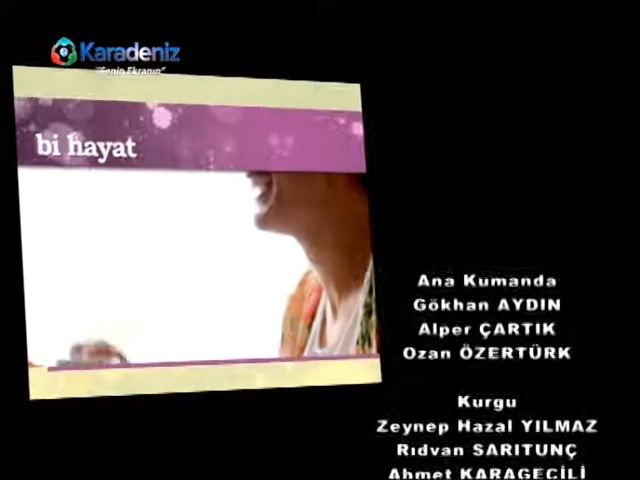 Karadeniz
"Senin Ekranın"
bi hayat
Ana Kumanda
Gökhan AYDIN
Alper ÇARTIK
Ozan ÖZERTÜRK
Kurgu
Zeynep Hazal YILMAZ
Rıdvan SARITUNÇ
Ahmet KARAGEÇİLİ